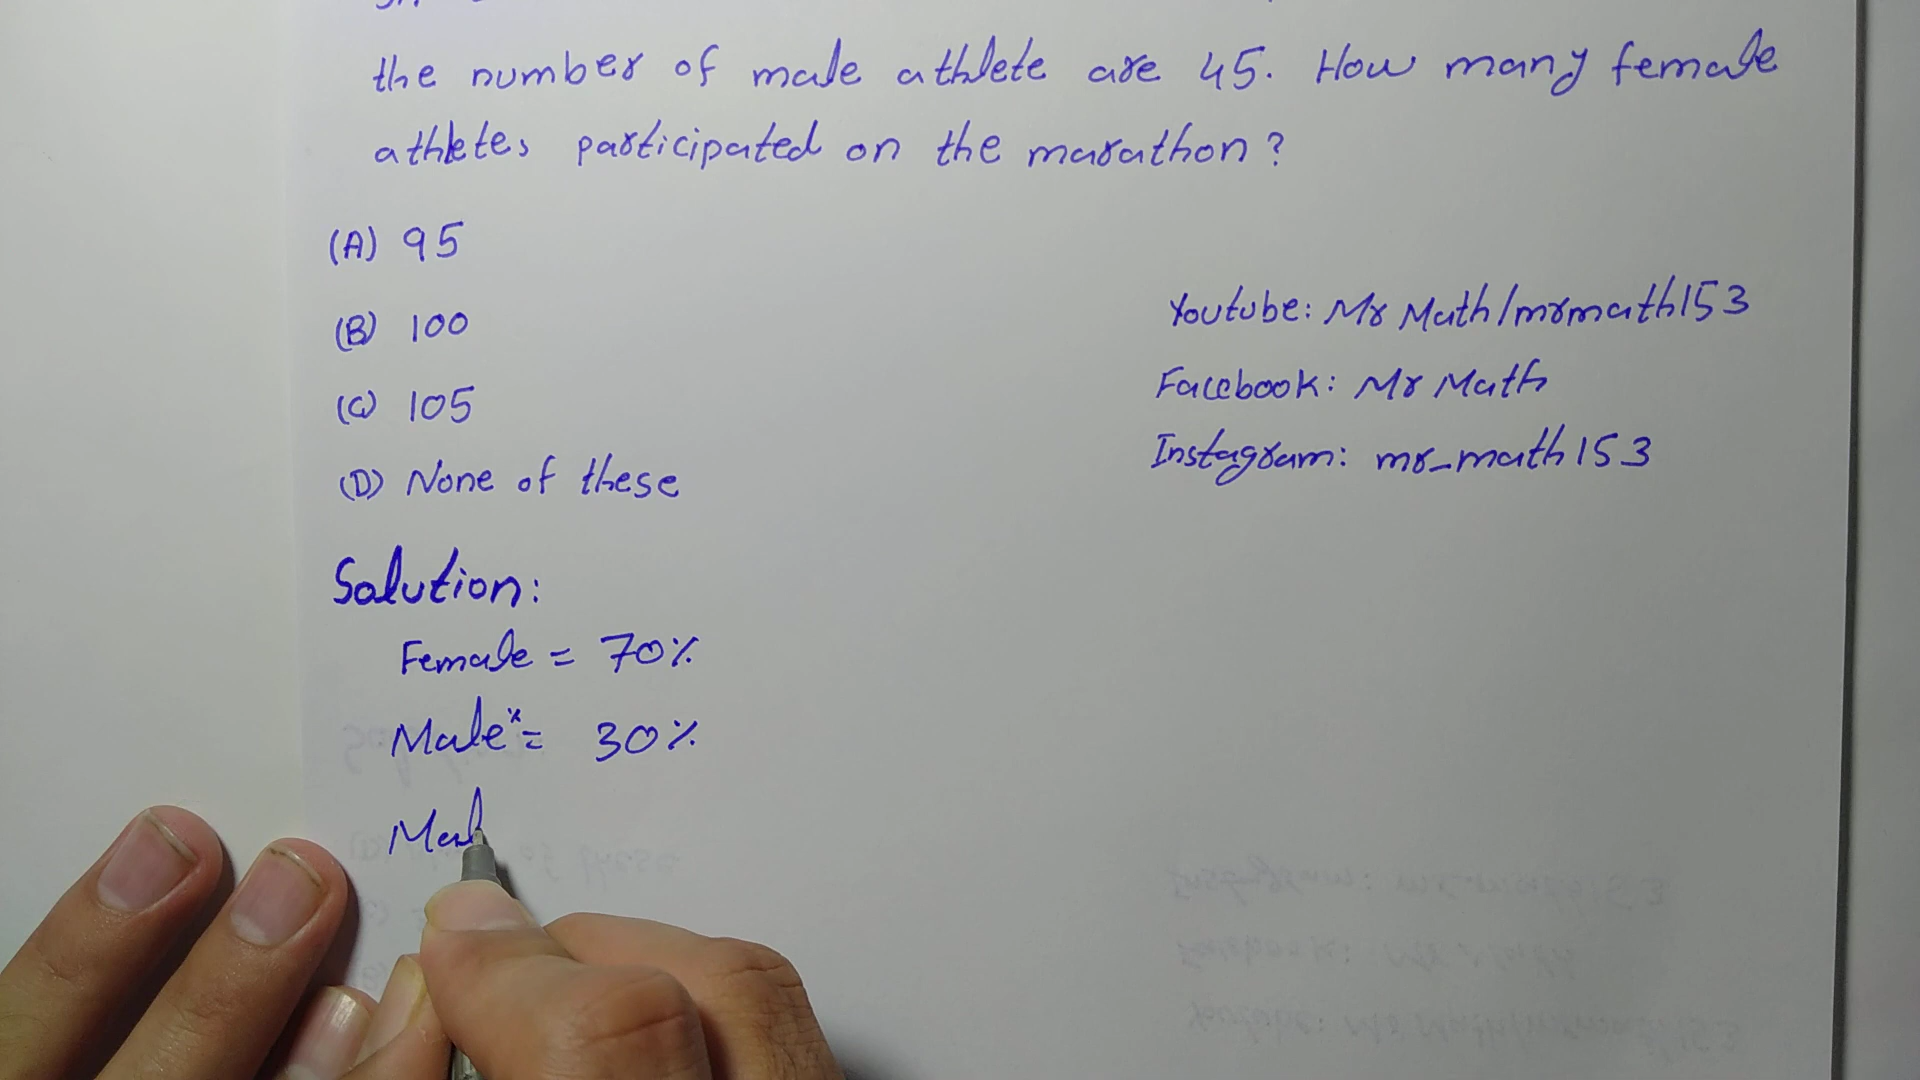 the number of male athlete are 45. How many female
athletes participated on the marathon?
(A) 95
(B) 100
(C) 105
(D) None of these
Youtube: Mr Math/mrmath153
Facebook: Mr Math
Instagram: mr_math153
Solution:
Female = 70%
Male% = 30%
Mal